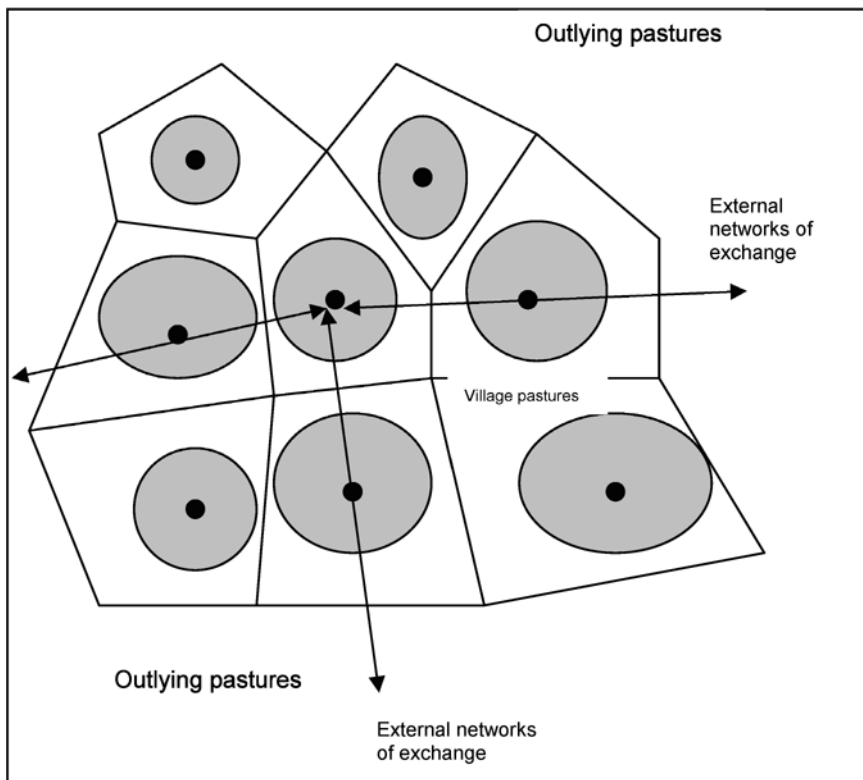 Outlying pastures
External
networks of
exchange
Village pastures
Outlying pastures
External networks
of exchange